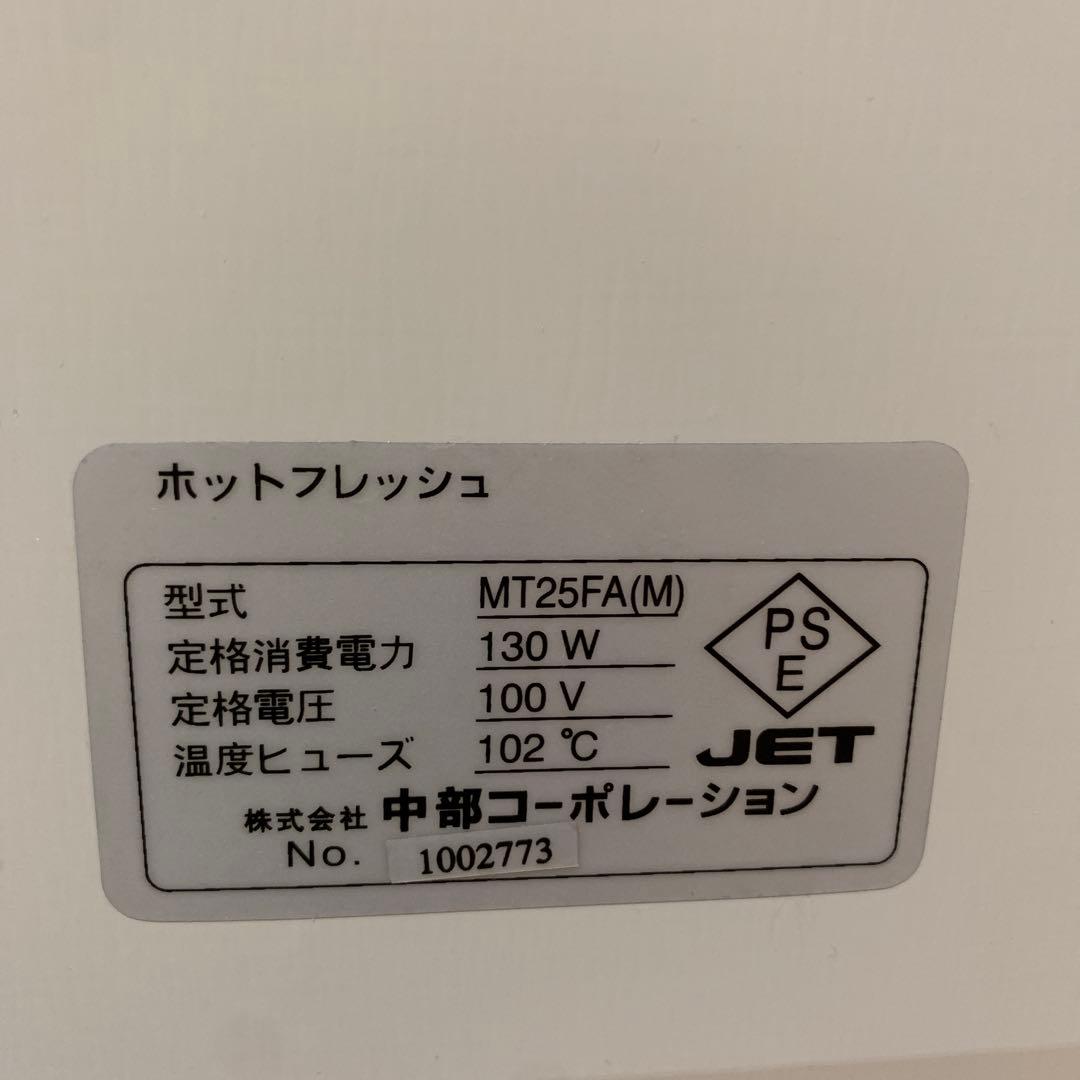 ホットフレッシュ
型式 MT25FA(M)
定格消費電力 130 W
定格電圧 100 V
温度ヒューズ 102 ℃
PS
E
JET
株式会社 中部コーポレーション
No. 1002773